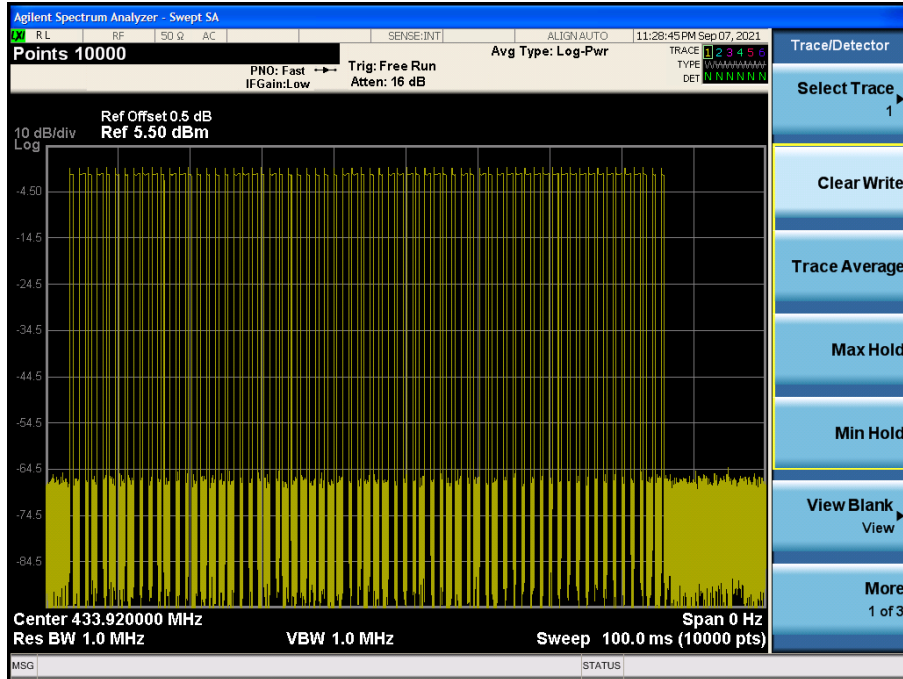 Agilent Spectrum Analyzer - Swept SA
LXI RL RF 50 Ω AC SENSE:INT ALIGN AUTO 11:28:45 PM Sep 07, 2021
Points 10000
PNO: Fast
IFGain:Low
Trig: Free Run
Atten: 16 dB
Avg Type: Log-Pwr
TRACE 1 2 3 4 5 6
TYPE
DET N N N N N N
Trace/Detector
Select Trace
1
Clear Write
Trace Average
Max Hold
Min Hold
View Blank
View
More
1 of 3
10 dB/div
Log
Ref Offset 0.5 dB
Ref 5.50 dBm
-4.50
-14.5
-24.5
-34.5
-44.5
-54.5
-64.5
-74.5
-84.5
Center 433.920000 MHz Span 0 Hz
Res BW 1.0 MHz VBW 1.0 MHz Sweep 100.0 ms (10000 pts)
MSG STATUS